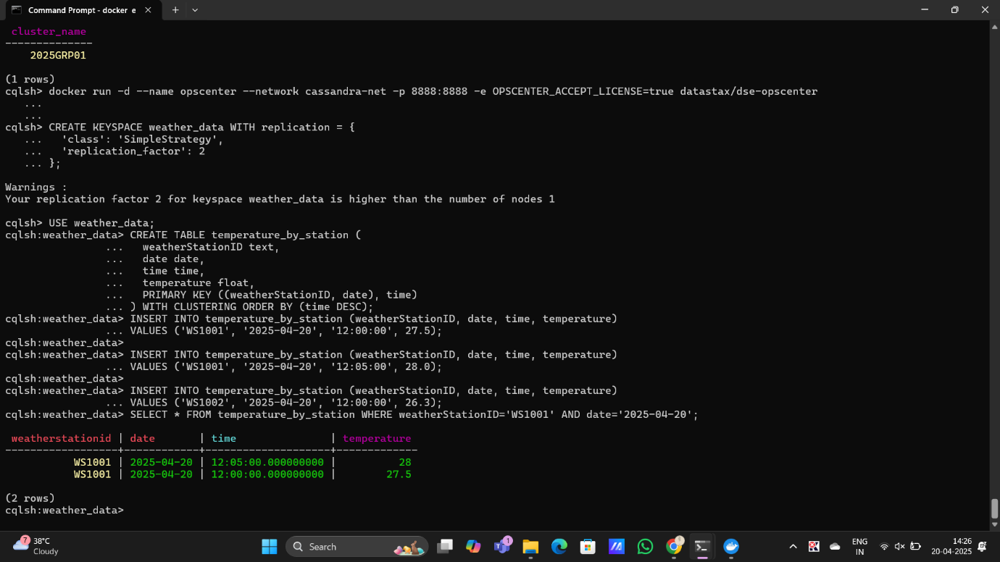 Command Prompt - docker e
cluster_name
--------------
2025GRP01
(1 rows)
cqlsh> docker run -d --name opscenter --network cassandra-net -p 8888:8888 -e OPSCENTER_ACCEPT_LICENSE=true datastax/dse-opscenter
...
...
cqlsh> CREATE KEYSPACE weather_data WITH replication = {
... 'class': 'SimpleStrategy',
... 'replication_factor': 2
... };
Warnings :
Your replication factor 2 for keyspace weather_data is higher than the number of nodes 1
cqlsh> USE weather_data;
cqlsh:weather_data> CREATE TABLE temperature_by_station (
... weatherStationID text,
... date date,
... time time,
... temperature float,
... PRIMARY KEY ((weatherStationID, date), time)
... ) WITH CLUSTERING ORDER BY (time DESC);
cqlsh:weather_data> INSERT INTO temperature_by_station (weatherStationID, date, time, temperature)
... VALUES ('WS1001', '2025-04-20', '12:00:00', 27.5);
cqlsh:weather_data>
cqlsh:weather_data> INSERT INTO temperature_by_station (weatherStationID, date, time, temperature)
... VALUES ('WS1001', '2025-04-20', '12:05:00', 28.0);
cqlsh:weather_data>
cqlsh:weather_data> INSERT INTO temperature_by_station (weatherStationID, date, time, temperature)
... VALUES ('WS1002', '2025-04-20', '12:00:00', 26.3);
cqlsh:weather_data> SELECT * FROM temperature_by_station WHERE weatherStationID='WS1001' AND date='2025-04-20';
weatherstationid | date | time | temperature
------------------+------------+--------------------+-------------
WS1001 | 2025-04-20 | 12:05:00.000000000 | 28
WS1001 | 2025-04-20 | 12:00:00.000000000 | 27.5
(2 rows)
cqlsh:weather_data>
7
38°C
Cloudy
Search
1
ENG
IN
14:26
20-04-2025